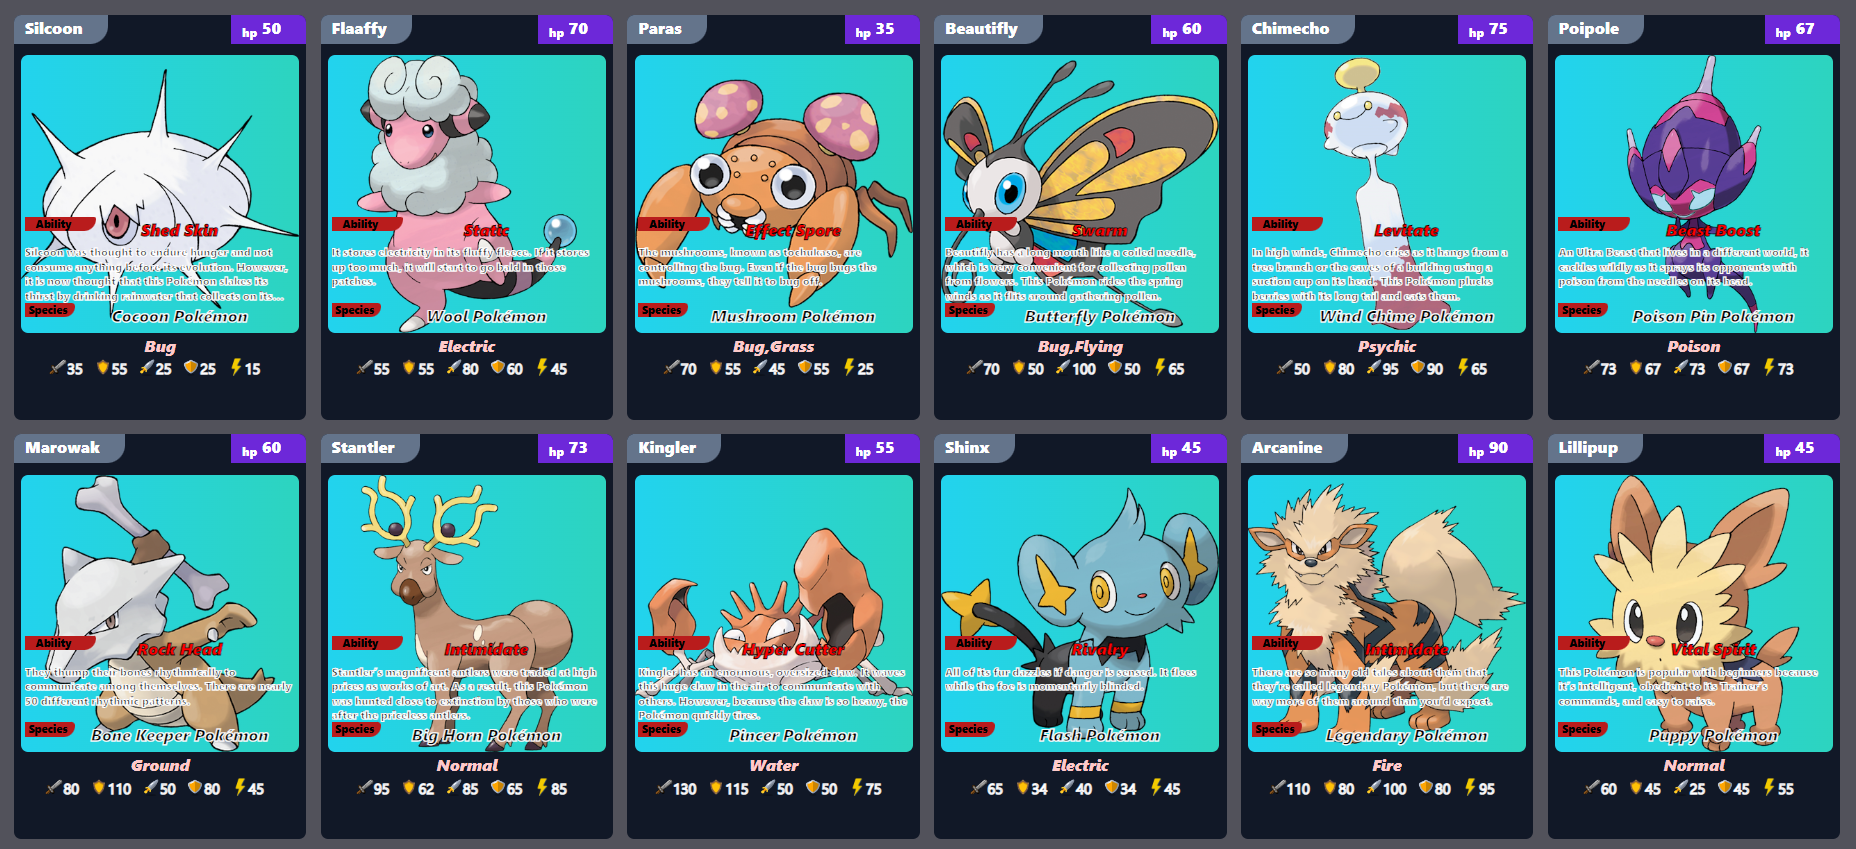 Silcoon hp 50
Ability
Shed Skin
Silcoon was thought to endure hunger and not
consume anything before its evolution. However,
it is now thought that this Pokémon slakes its
thirst by drinking rainwater that collects on its...
Species
Cocoon Pokémon
Bug
35 55 25 25 15
Flaaffy hp 70
Ability
Static
It stores electricity in its fluffy fleece. If it stores
up too much, it will start to go bald in those
patches.
Species
Wool Pokémon
Electric
55 55 80 60 45
Paras hp 35
Ability
Effect Spore
The mushrooms, known as tochukaso, are
controlling the bug. Even if the bug bugs the
mushrooms, they tell it to bug off.
Species
Mushroom Pokémon
Bug,Grass
70 55 45 55 25
Beautifly hp 60
Ability
Swarm
Beautifly has a long mouth like a coiled needle,
which is very convenient for collecting pollen
from flowers. This Pokémon rides the spring
winds as it flits around gathering pollen.
Species
Butterfly Pokémon
Bug,Flying
70 50 100 50 65
Chimecho hp 75
Ability
Levitate
In high winds, Chimecho cries as it hangs from a
tree branch or the eaves of a building using a
suction cup on its head. This Pokémon plucks
berries with its long tail and eats them.
Species
Wind Chime Pokémon
Psychic
50 80 95 90 65
Poipole hp 67
Ability
Beast Boost
An Ultra Beast that lives in a different world, it
cackles wildly as it sprays its opponents with
poison from the needles on its head.
Species
Poison Pin Pokémon
Poison
73 67 73 67 73
Marowak hp 60
Ability
Rock Head
They thump their bones rhythmically to
communicate among themselves. There are nearly
50 different rhythmic patterns.
Species
Bone Keeper Pokémon
Ground
80 110 50 80 45
Stantler hp 73
Ability
Intimidate
Stantler's magnificent antlers were traded at high
prices as works of art. As a result, this Pokémon
was hunted close to extinction by those who were
after the priceless antlers.
Species
Big Horn Pokémon
Normal
95 62 85 65 85
Kingler hp 55
Ability
Hyper Cutter
Kingler has an enormous, oversized claw. It waves
this huge claw in the air to communicate with
others. However, because the claw is so heavy, the
Pokémon quickly tires.
Species
Pincer Pokémon
Water
130 115 50 50 75
Shinx hp 45
Ability
Rivalry
All of its fur dazzles if danger is sensed. It flees
while the foe is momentarily blinded.
Species
Flash Pokémon
Electric
65 34 40 34 45
Arcanine hp 90
Ability
Intimidate
There are so many old tales about them that
they're called legendary Pokémon, but there are
way more of them around than you'd expect.
Species
Legendary Pokémon
Fire
110 80 100 80 95
Lillipup hp 45
Ability
Vital Spirit
This Pokémon is popular with beginners because
it's intelligent, obedient to its Trainer's
commands, and easy to raise.
Species
Puppy Pokémon
Normal
60 45 25 45 55